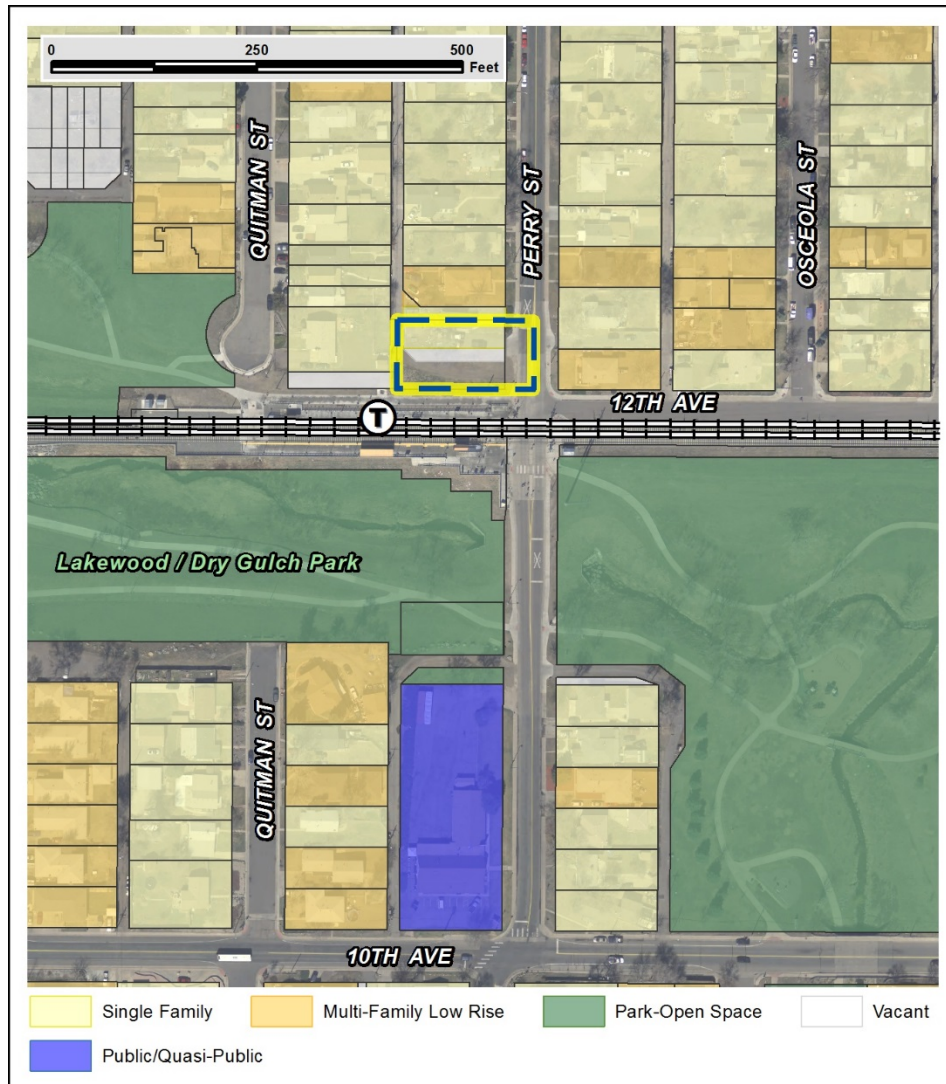 0 250 500
Feet
QUITMAN ST
PERRY ST
OSCEOLA ST
12TH AVE
T
Lakewood / Dry Gulch Park
QUITMAN ST
10TH AVE
Single Family
Multi-Family Low Rise
Park-Open Space
Vacant
Public/Quasi-Public